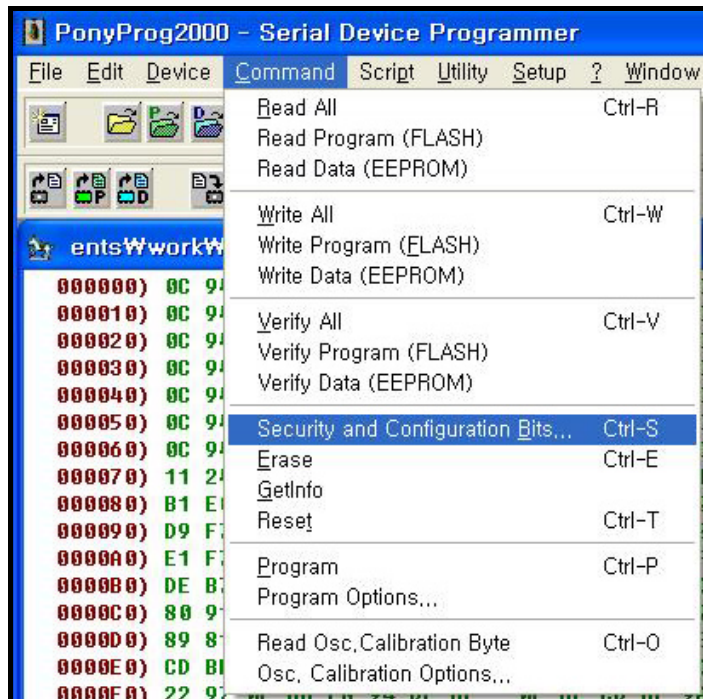 PonyProg2000 - Serial Device Programmer
File Edit Device Command Script Utility Setup ? Window
Read All Ctrl-R
Read Program (FLASH)
Read Data (EEPROM)
Write All Ctrl-W
Write Program (FLASH)
Write Data (EEPROM)
Verify All Ctrl-V
Verify Program (FLASH)
Verify Data (EEPROM)
Security and Configuration Bits... Ctrl-S
Erase Ctrl-E
GetInfo
Reset Ctrl-T
Program Ctrl-P
Program Options...
Read Osc.Calibration Byte Ctrl-O
Osc. Calibration Options...
ents₩work₩
000000) 0C
000010) 0C
000020) 0C
000030) 0C
000040) 0C
000050) 0C
000060) 0C
000070) 11
000080) B1
000090) D9
0000A0) E1
0000B0) DE
0000C0) 80
0000D0) 89
0000E0) CD
0000F0) 22